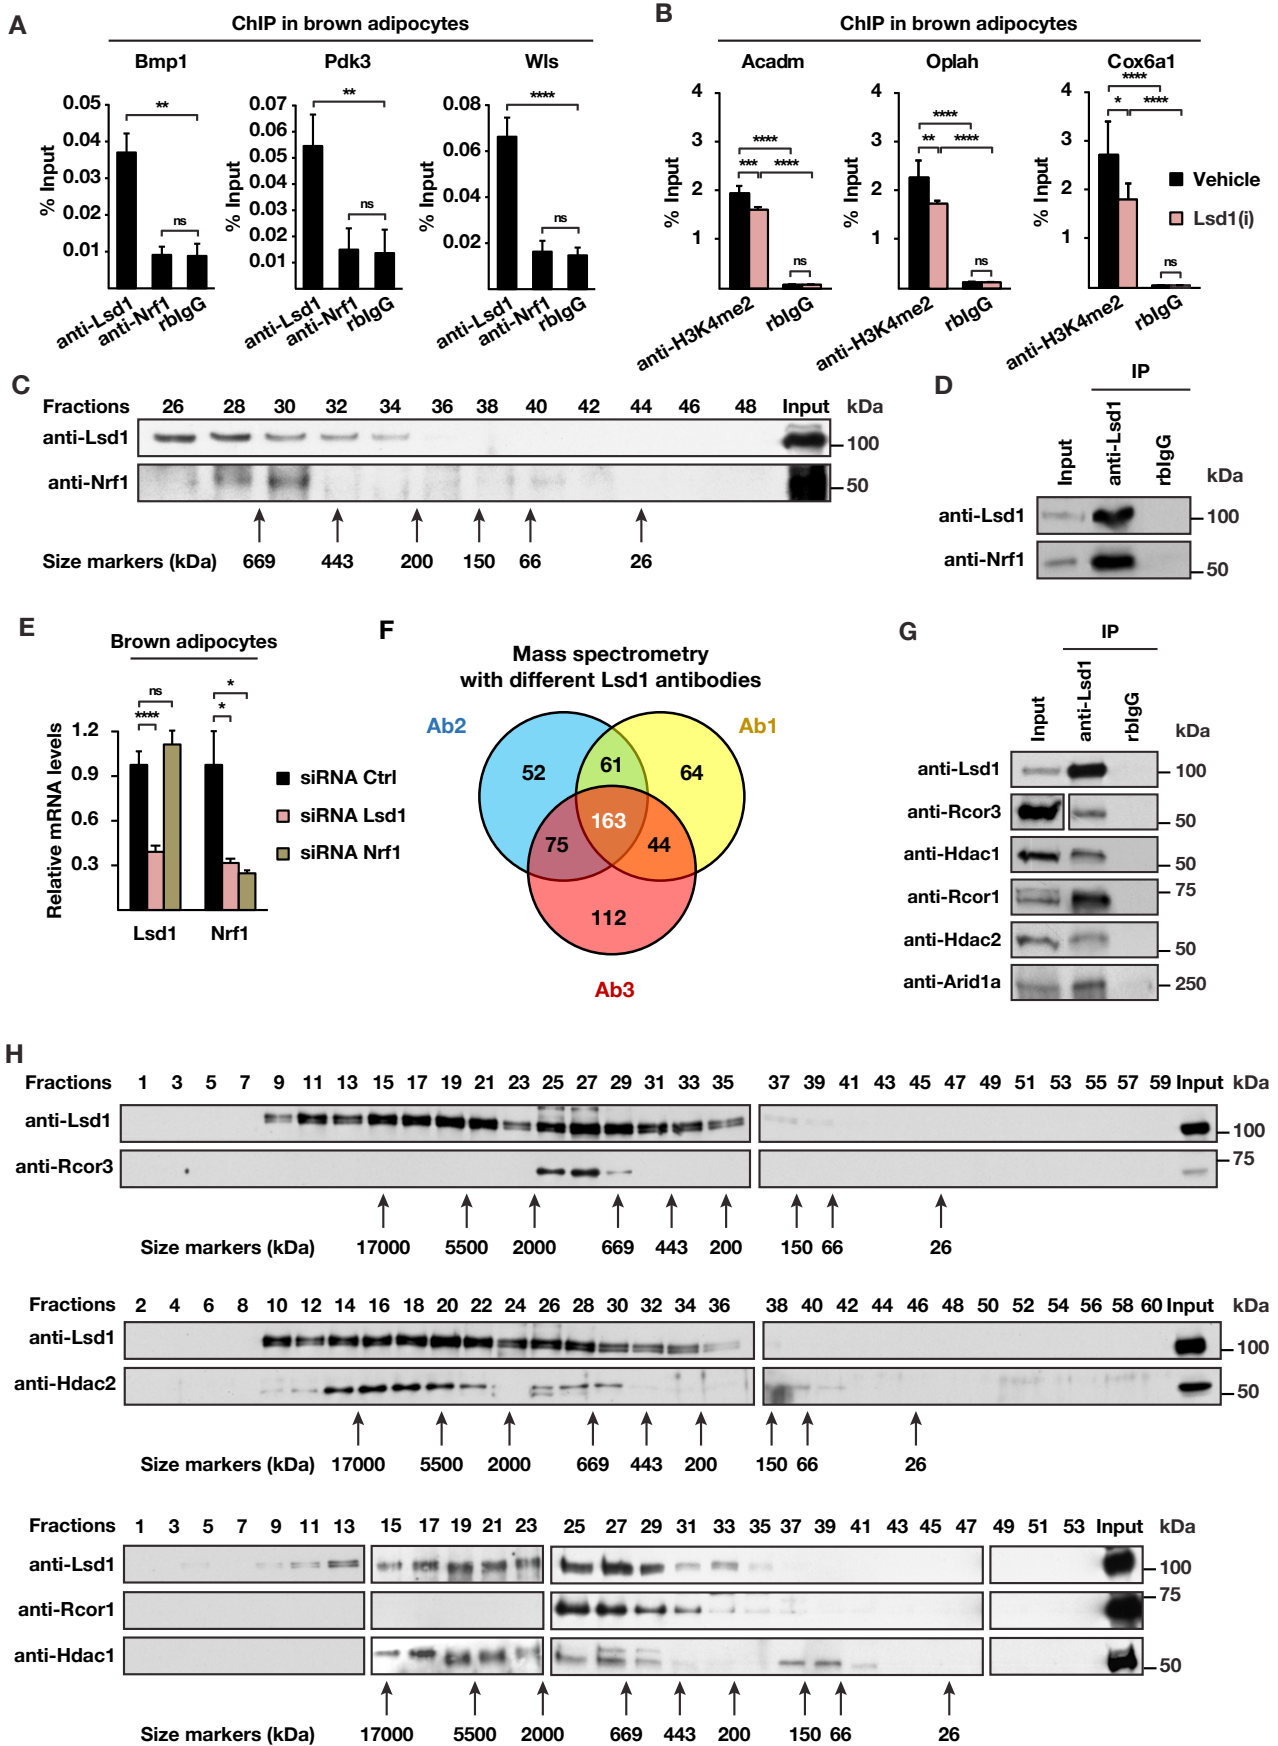 A
ChIP in brown adipocytes
Bmp1
Pdk3
Wls
% Input
0.05
0.04
0.03
0.02
0.01
**
ns
anti-Lsd1
anti-Nrf1
rbIgG
% Input
0.07
0.06
0.05
0.04
0.03
0.02
0.01
**
ns
anti-Lsd1
anti-Nrf1
rbIgG
% Input
0.08
0.06
0.04
0.02
****
ns
anti-Lsd1
anti-Nrf1
rbIgG
B
ChIP in brown adipocytes
Acadm
Oplah
Cox6a1
% Input
4
3
2
1
****
*** ****
ns
anti-H3K4me2
rbIgG
% Input
4
3
2
1
****
** ****
ns
anti-H3K4me2
rbIgG
% Input
4
3
2
1
****
* ****
ns
anti-H3K4me2
rbIgG
Vehicle
Lsd1(i)
C
Fractions 26 28 30 32 34 36 38 40 42 44 46 48 Input kDa
anti-Lsd1 100
anti-Nrf1 50
Size markers (kDa) 669 443 200 150 66 26
D
IP
Input anti-Lsd1 rbIgG
kDa
anti-Lsd1 100
anti-Nrf1 50
E
Brown adipocytes
Relative mRNA levels
1.2
0.9
0.6
0.3
ns
****
*
*
Lsd1 Nrf1
siRNA Ctrl
siRNA Lsd1
siRNA Nrf1
F
Mass spectrometry
with different Lsd1 antibodies
Ab2 Ab1
52 61 64
163
75 44
112
Ab3
G
IP
Input anti-Lsd1 rbIgG
kDa
anti-Lsd1 100
anti-Rcor3 50
anti-Hdac1 50
anti-Rcor1 75
anti-Hdac2 50
anti-Arid1a 250
H
Fractions 1 3 5 7 9 11 13 15 17 19 21 23 25 27 29 31 33 35 37 39 41 43 45 47 49 51 53 55 57 59 Input kDa
anti-Lsd1 100
anti-Rcor3 75
Size markers (kDa) 17000 5500 2000 669 443 200 150 66 26
Fractions 2 4 6 8 10 12 14 16 18 20 22 24 26 28 30 32 34 36 38 40 42 44 46 48 50 52 54 56 58 60 Input kDa
anti-Lsd1 100
anti-Hdac2 50
Size markers (kDa) 17000 5500 2000 669 443 200 150 66 26
Fractions 1 3 5 7 9 11 13 15 17 19 21 23 25 27 29 31 33 35 37 39 41 43 45 47 49 51 53 Input kDa
anti-Lsd1 100
anti-Rcor1 75
anti-Hdac1 50
Size markers (kDa) 17000 5500 2000 669 443 200 150 66 26